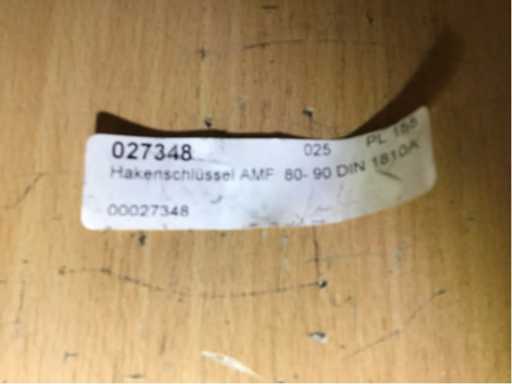 027348 025 PL 155
Hakenschlüssel AMF 80- 90 DIN 1810A
00027348